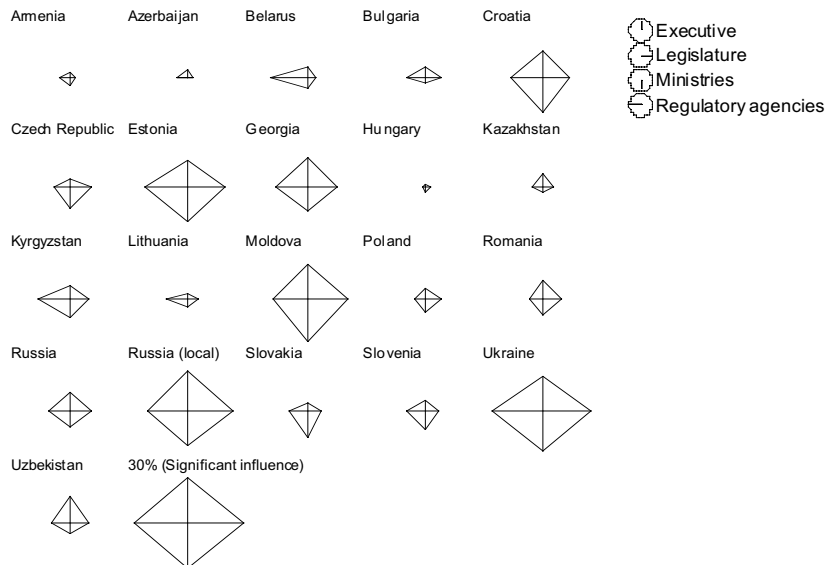 Armenia Azerbaijan Belarus Bulgaria Croatia
Executive
Legislature
Ministries
Regulatory agencies
Czech Republic Estonia Georgia Hungary Kazakhstan
Kyrgyzstan Lithuania Moldova Poland Romania
Russia Russia (local) Slovakia Slovenia Ukraine
Uzbekistan 30% (Significant influence)